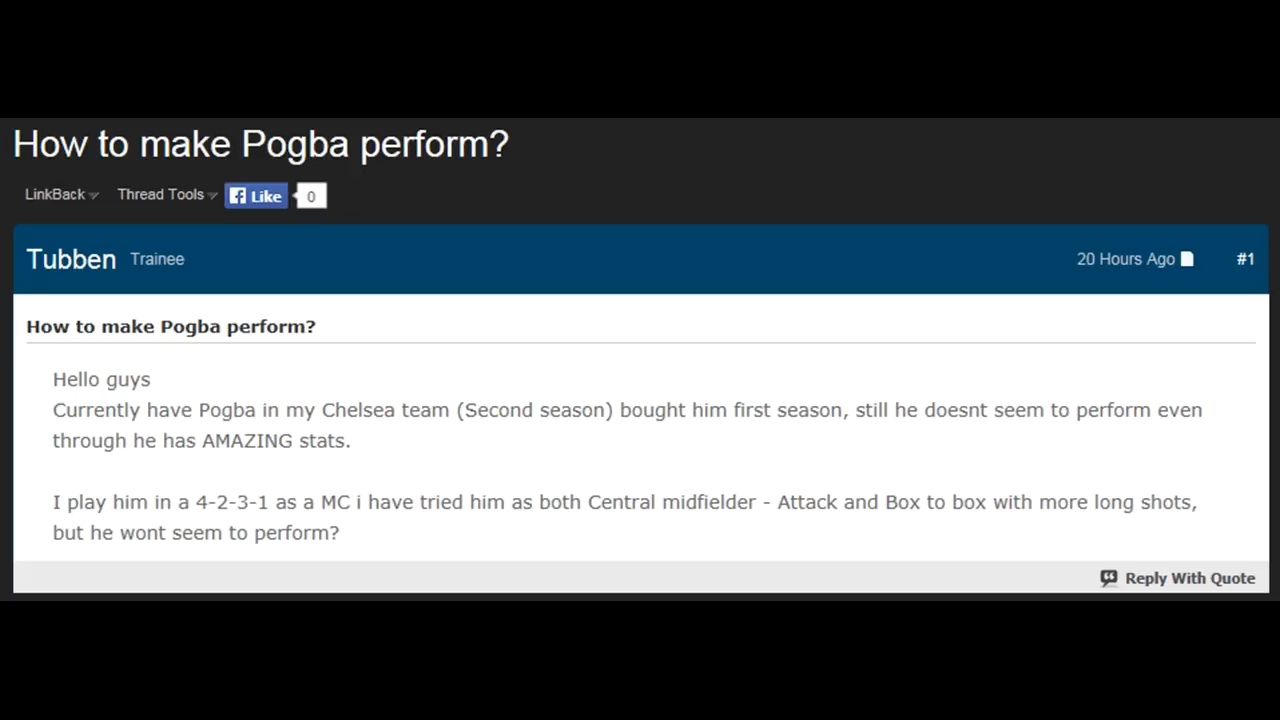 How to make Pogba perform?
LinkBack Thread Tools Like 0
Tubben Trainee 20 Hours Ago #1
How to make Pogba perform?
Hello guys
Currently have Pogba in my Chelsea team (Second season) bought him first season, still he doesnt seem to perform even
through he has AMAZING stats.
I play him in a 4-2-3-1 as a MC i have tried him as both Central midfielder - Attack and Box to box with more long shots,
but he wont seem to perform?
Reply With Quote